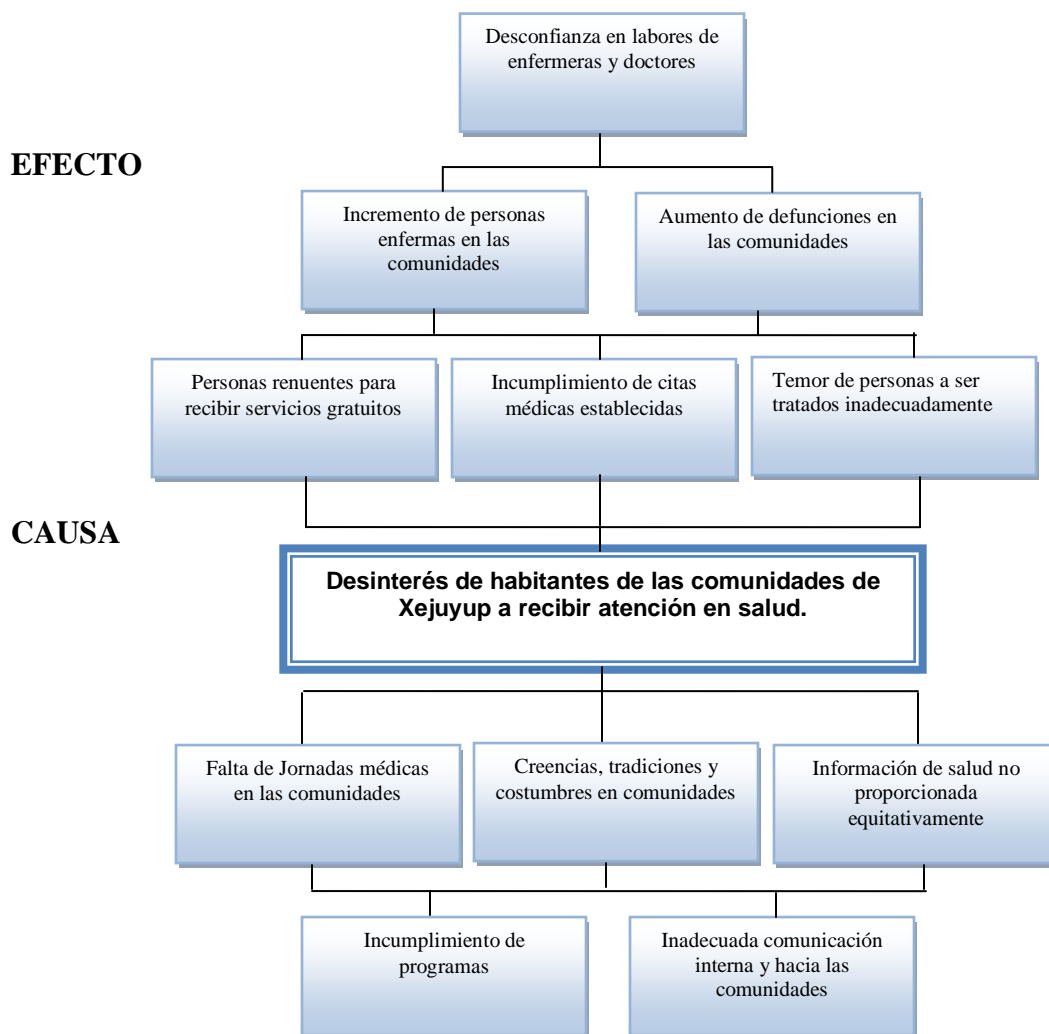 Desconfianza en labores de
enfermeras y doctores
EFECTO
Incremento de personas
enfermas en las
comunidades
Aumento de defunciones en
las comunidades
Personas renuentes para
recibir servicios gratuitos
Incumplimiento de citas
médicas establecidas
Temor de personas a ser
tratados inadecuadamente
CAUSA
Desinterés de habitantes de las comunidades de
Xejuyup a recibir atención en salud.
Falta de Jornadas médicas
en las comunidades
Creencias, tradiciones y
costumbres en comunidades
Información de salud no
proporcionada
equitativamente
Incumplimiento de
programas
Inadecuada comunicación
interna y hacia las
comunidades